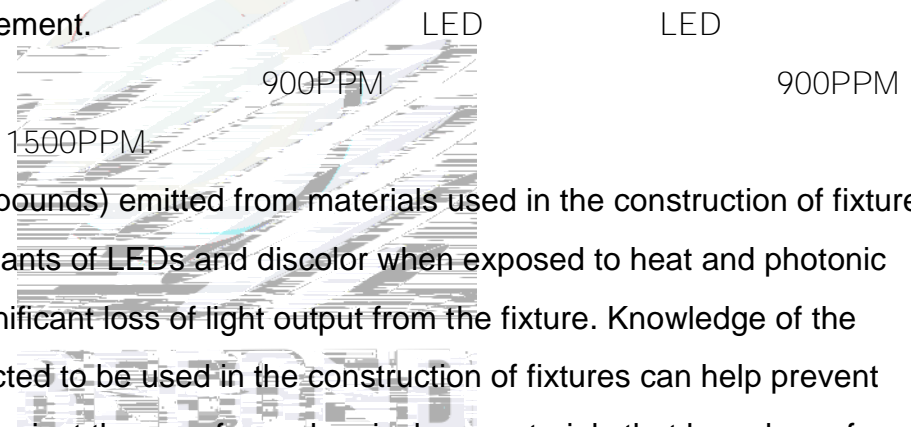 ement. LED LED
900PPM 900PPM
1500PPM.
pounds) emitted from materials used in the construction of fixture
ants of LEDs and discolor when exposed to heat and photonic
nificant loss of light output from the fixture. Knowledge of the
cted to be used in the construction of fixtures can help prevent